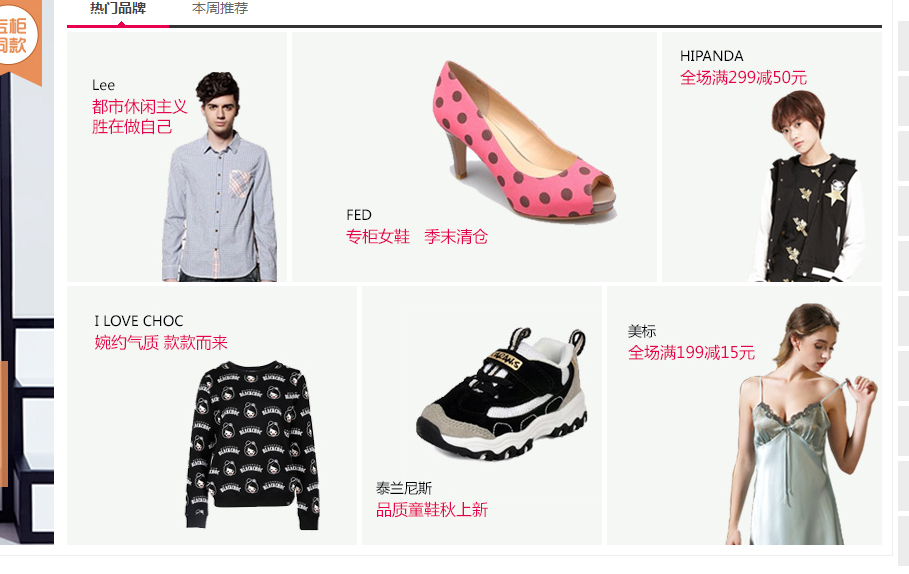 热门品牌
本周推荐
专柜
同款
Lee
都市休闲主义
胜在做自己
FED
专柜女鞋 季末清仓
HIPANDA
全场满299减50元
I LOVE CHOC
婉约气质 款款而来
泰兰尼斯
品质童鞋秋上新
美标
全场满199减15元